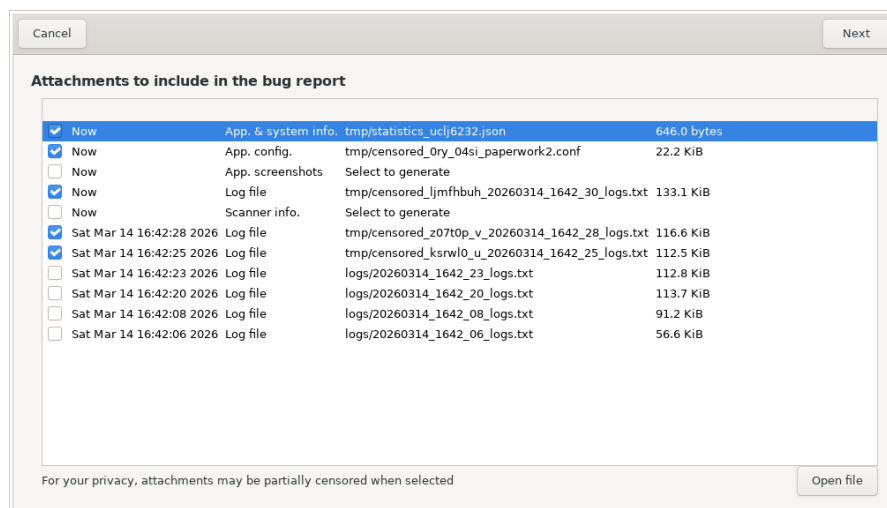 Cancel Next
Attachments to include in the bug report
Now App. & system info. tmp/statistics_uclj6232.json 646.0 bytes
Now App. config. tmp/censored_0ry_04si_paperwork2.conf 22.2 KiB
Now App. screenshots Select to generate
Now Log file tmp/censored_ljmfhbuh_20260314_1642_30_logs.txt 133.1 KiB
Now Scanner info. Select to generate
Sat Mar 14 16:42:28 2026 Log file tmp/censored_z07t0p_v_20260314_1642_28_logs.txt 116.6 KiB
Sat Mar 14 16:42:25 2026 Log file tmp/censored_ksrwl0_u_20260314_1642_25_logs.txt 112.5 KiB
Sat Mar 14 16:42:23 2026 Log file logs/20260314_1642_23_logs.txt 112.8 KiB
Sat Mar 14 16:42:20 2026 Log file logs/20260314_1642_20_logs.txt 113.7 KiB
Sat Mar 14 16:42:08 2026 Log file logs/20260314_1642_08_logs.txt 91.2 KiB
Sat Mar 14 16:42:06 2026 Log file logs/20260314_1642_06_logs.txt 56.6 KiB
For your privacy, attachments may be partially censored when selected Open file